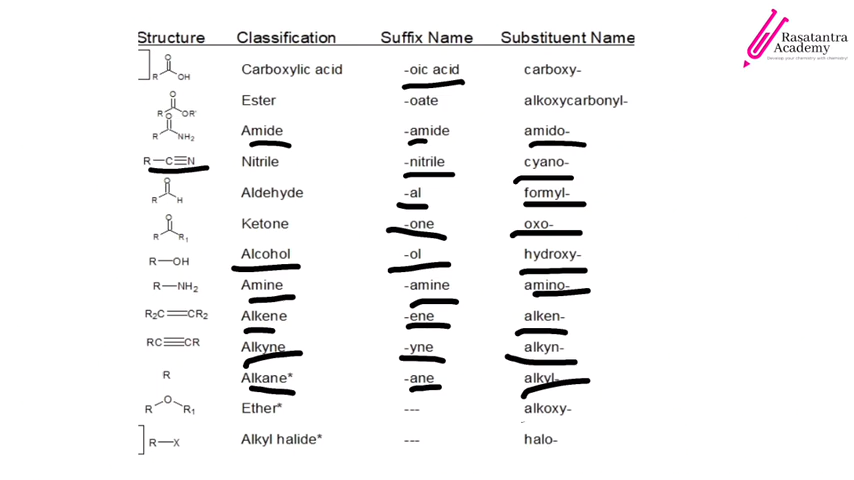 Structure Classification Suffix Name Substituent Name
Rasatantra
Academy
Develop your chemistry with chemistry!
R O OH Carboxylic acid -oic acid carboxy-
R O OR' Ester -oate alkoxycarbonyl-
R O NH2 Amide -amide amido-
R—C≡N Nitrile -nitrile cyano-
R O H Aldehyde -al formyl-
R O R1 Ketone -one oxo-
R—OH Alcohol -ol hydroxy-
R—NH2 Amine -amine amino-
R2C=CR2 Alkene -ene alken-
RC≡CR Alkyne -yne alkyn-
R Alkane* -ane alkyl-
R O R1 Ether* --- alkoxy-
R—X Alkyl halide* --- halo-